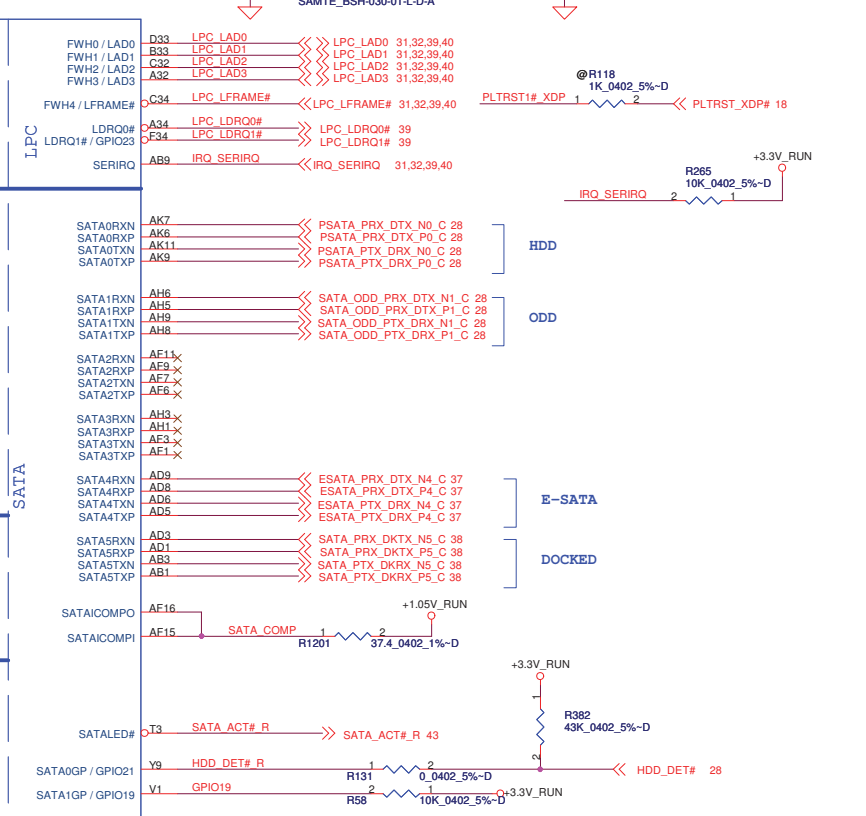 SAMTE_BSH-030-01-L-D-A
FWH0 / LAD0 D33 LPC_LAD0 LPC_LAD0 31,32,39,40
FWH1 / LAD1 B33 LPC_LAD1 LPC_LAD1 31,32,39,40
FWH2 / LAD2 C32 LPC_LAD2 LPC_LAD2 31,32,39,40
FWH3 / LAD3 A32 LPC_LAD3 LPC_LAD3 31,32,39,40
@R118
1K_0402_5%~D
FWH4 / LFRAME# C34 LPC_LFRAME# LPC_LFRAME# 31,32,39,40
PLTRST1#_XDP 1 2 PLTRST_XDP# 18
LPC
LDRQ0# A34 LPC_LDRQ0# LPC_LDRQ0# 39
LDRQ1# / GPIO23 F34 LPC_LDRQ1# LPC_LDRQ1# 39
SERIRQ AB9 IRQ_SERIRQ IRQ_SERIRQ 31,32,39,40
+3.3V_RUN
R265
10K_0402_5%~D
IRQ_SERIRQ 2 1
SATA0RXN AK7 PSATA_PRX_DTX_N0_C 28
SATA0RXP AK6 PSATA_PRX_DTX_P0_C 28
SATA0TXN AK11 PSATA_PTX_DRX_N0_C 28
SATA0TXP AK9 PSATA_PTX_DRX_P0_C 28
HDD
SATA1RXN AH6 SATA_ODD_PRX_DTX_N1_C 28
SATA1RXP AH5 SATA_ODD_PRX_DTX_P1_C 28
SATA1TXN AH9 SATA_ODD_PTX_DRX_N1_C 28
SATA1TXP AH8 SATA_ODD_PTX_DRX_P1_C 28
ODD
SATA2RXN AF11
SATA2RXP AF9
SATA2TXN AF7
SATA2TXP AF6
SATA3RXN AH3
SATA3RXP AH1
SATA3TXN AF3
SATA3TXP AF1
SATA
SATA4RXN AD9 ESATA_PRX_DTX_N4_C 37
SATA4RXP AD8 ESATA_PRX_DTX_P4_C 37
SATA4TXN AD6 ESATA_PTX_DRX_N4_C 37
SATA4TXP AD5 ESATA_PTX_DRX_P4_C 37
E-SATA
SATA5RXN AD3 SATA_PRX_DKTX_N5_C 38
SATA5RXP AD1 SATA_PRX_DKTX_P5_C 38
SATA5TXN AB3 SATA_PTX_DKRX_N5_C 38
SATA5TXP AB1 SATA_PTX_DKRX_P5_C 38
DOCKED
SATAICOMPO AF16
+1.05V_RUN
SATAICOMPI AF15 SATA_COMP 1 2
R1201 37.4_0402_1%~D
+3.3V_RUN
1
R382
43K_0402_5%~D
2
SATALED# T3 SATA_ACT#_R SATA_ACT#_R 43
SATA0GP / GPIO21 Y9 HDD_DET#_R 1 2 HDD_DET# 28
R131 0_0402_5%~D
SATA1GP / GPIO19 V1 GPIO19 2 1 +3.3V_RUN
R58 10K_0402_5%~D